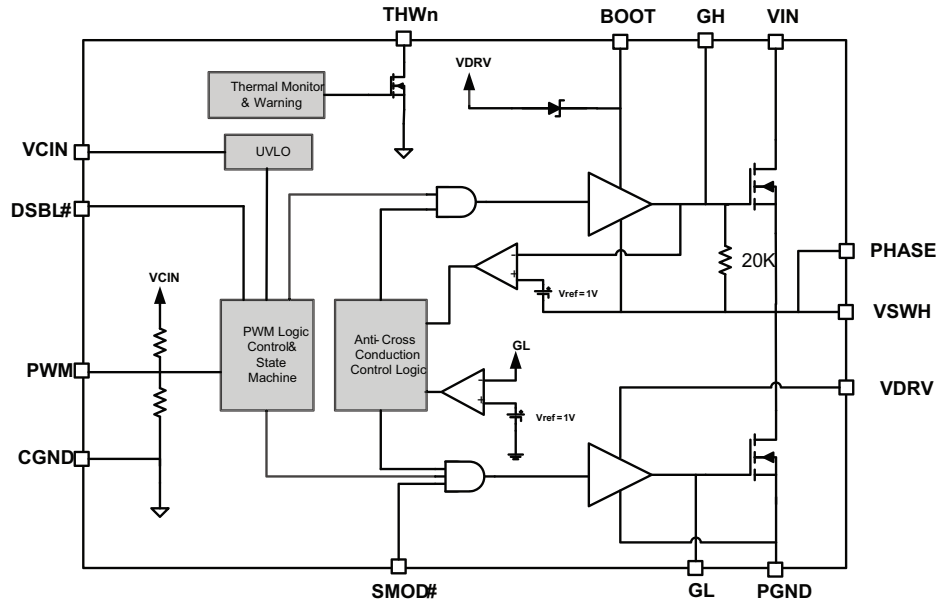 THWn
BOOT
GH
VIN
VDRV
Thermal Monitor
& Warning
VCIN
UVLO
DSBL#
PHASE
20K
VCIN
Vref = 1V
VSWH
PWM Logic
Control&
State
Machine
Anti- Cross
Conduction
Control Logic
GL
PWM
VDRV
Vref = 1V
CGND
SMOD#
GL
PGND